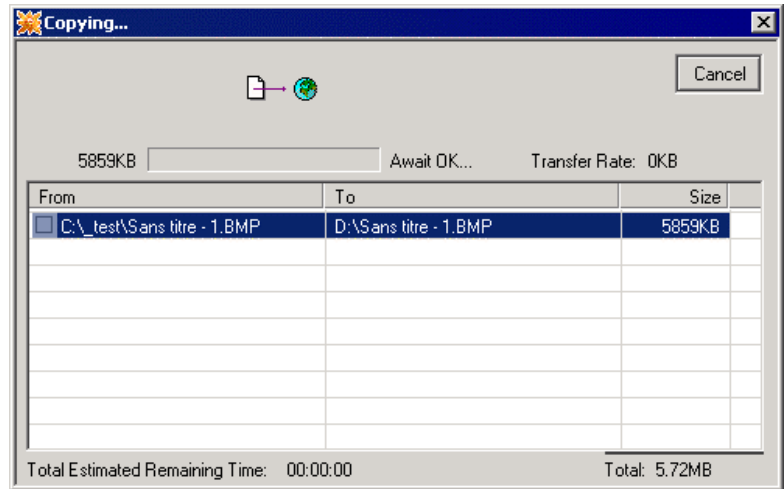 Copying...
Cancel
5859KB Await OK... Transfer Rate: 0KB
From To Size
C:\_test\Sans titre - 1.BMP D:\Sans titre - 1.BMP 5859KB
Total Estimated Remaining Time: 00:00:00 Total: 5.72MB